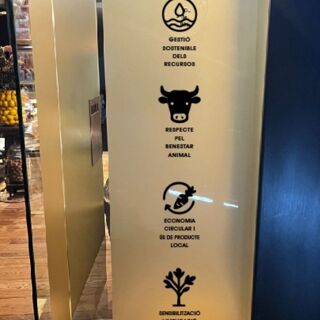 GESTIÓ
SOSTENIBLE
DELS
RECURSOS
RESPECTE
PEL
BENESTAR
ANIMAL
ECONOMIA
CIRCULAR I
ÚS DE PRODUCTE
LOCAL
SENSIBILITZACIÓ